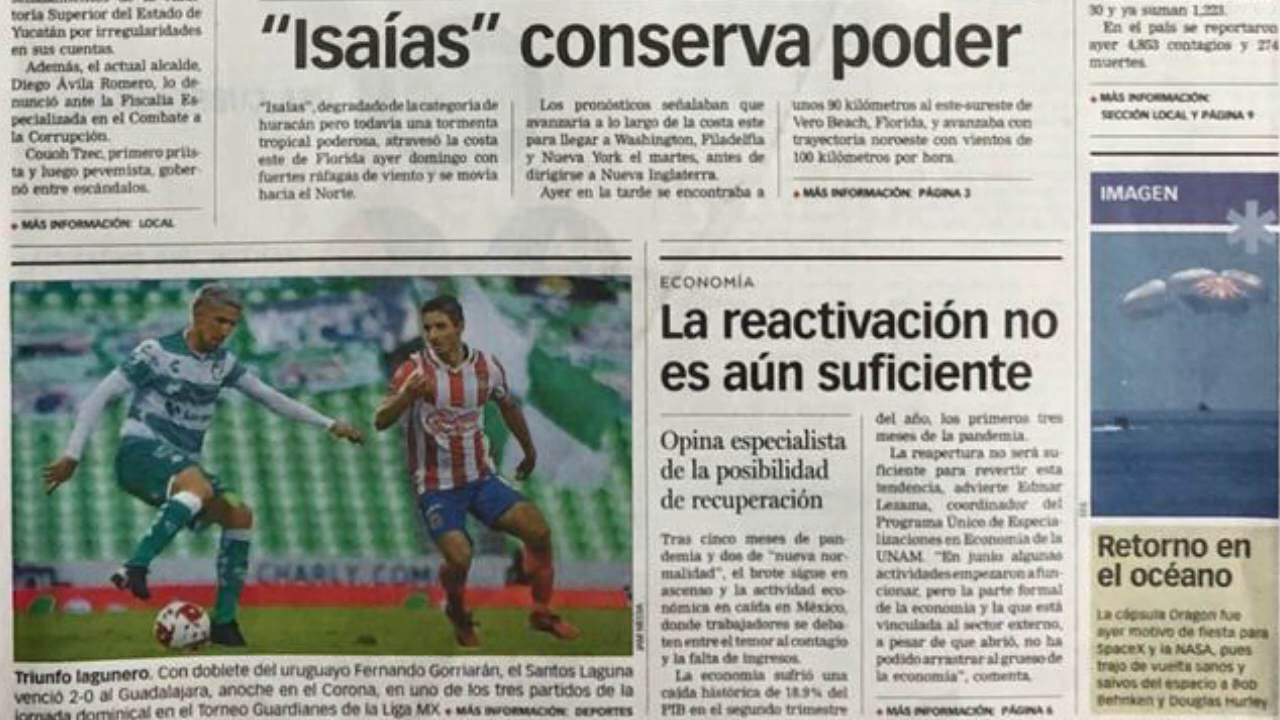 toria Superior del Estado de
Yucatán por irregularidades
en sus cuentas.
Además, el actual alcalde,
Diego Ávila Romero, lo de-
nunció ante la Fiscalía Es-
pecializada en el Combate a
la Corrupción.
Couoh Tzec, primero priis-
ta y luego pevemista, gober-
nó entre escándalos.
MÁS INFORMACIÓN: LOCAL
“Isaías” conserva poder
“Isaías”, degradado de la categoría de
huracán pero todavía una tormenta
tropical poderosa, atravesó la costa
este de Florida ayer domingo con
fuertes ráfagas de viento y se movía
hacia el Norte.
Los pronósticos señalaban que
avanzaría a lo largo de la costa este
para llegar a Washington, Filadelfia
y Nueva York el martes, antes de
dirigirse a Nueva Inglaterra.
Ayer en la tarde se encontraba a
unos 90 kilómetros al este-sureste de
Vero Beach, Florida, y avanzaba con
trayectoria noroeste con vientos de
100 kilómetros por hora.
MÁS INFORMACIÓN: PÁGINA 3
30 y ya suman 1,223.
En el país se reportaron
ayer 4,853 contagios y 274
muertes.
MÁS INFORMACIÓN:
SECCIÓN LOCAL Y PÁGINA 9
IMAGEN
Retorno en
el océano
La cápsula Dragon fue
ayer motivo de fiesta para
SpaceX y la NASA, pues
trajo de vuelta sanos y
salvos del espacio a Bob
Behnken y Douglas Hurley
CHARLY.COM
Triunfo lagunero. Con doblete del uruguayo Fernando Gorriarán, el Santos Laguna
venció 2-0 al Guadalajara, anoche en el Corona, en uno de los tres partidos de la
jornada dominical en el Torneo Guardianes de la Liga MX MÁS INFORMACIÓN: DEPORTES
ECONOMÍA
La reactivación no
es aún suficiente
Opina especialista
de la posibilidad
de recuperación
Tras cinco meses de pan-
demia y dos de “nueva nor-
malidad”, el brote sigue en
ascenso y la actividad eco-
nómica en caída en México,
donde trabajadores se deba-
ten entre el temor al contagio
y la falta de ingresos.
La economía sufrió una
caída histórica de 18.9% del
PIB en el segundo trimestre
del año, los primeros tres
meses de la pandemia.
La reapertura no será su-
ficiente para revertir esta
tendencia, advierte Edmar
Lezama, coordinador del
Programa Único de Especia-
lizaciones en Economía de la
UNAM. “En junio algunas
actividades empezaron a fun-
cionar, pero la parte formal
de la economía y la que está
vinculada al sector externo,
a pesar de que abrió, no ha
podido arrastrar al grueso de
la economía”, comenta.
MÁS INFORMACIÓN: PÁGINA 6